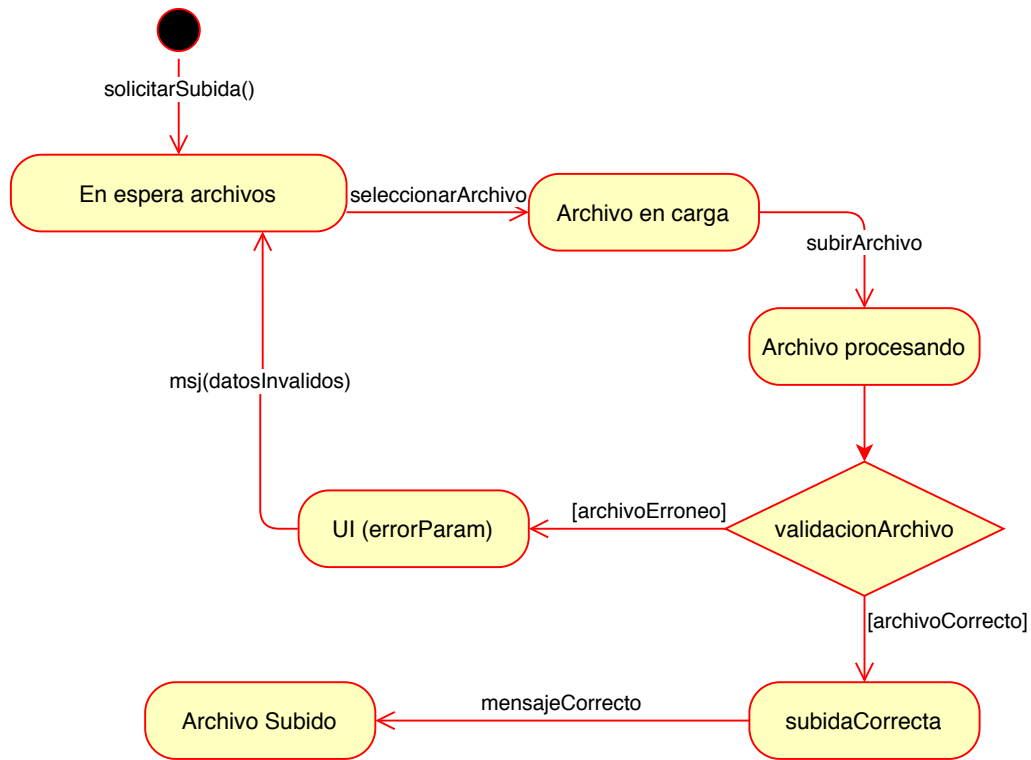 solicitarSubida()
En espera archivos
seleccionarArchivo
Archivo en carga
subirArchivo
Archivo procesando
msj(datosInvalidos)
UI (errorParam)
[archivoErroneo]
validacionArchivo
[archivoCorrecto]
Archivo Subido
mensajeCorrecto
subidaCorrecta